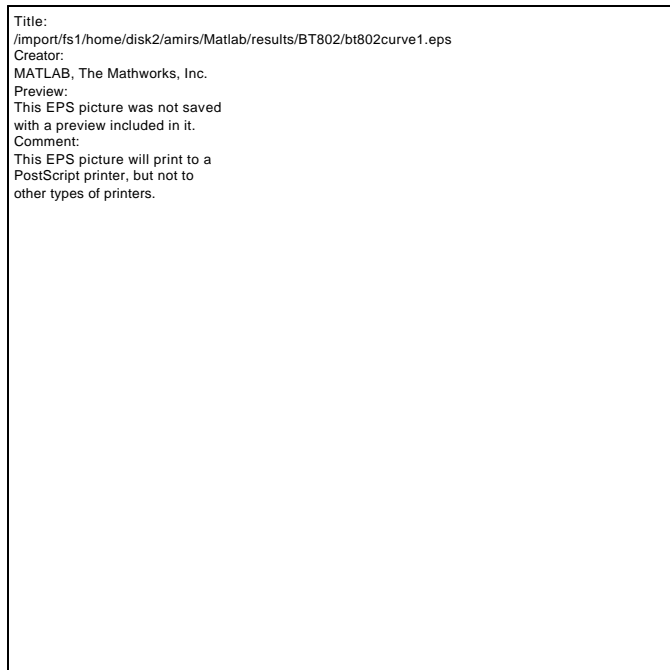 Title:
/import/fs1/home/disk2/amirs/Matlab/results/BT802/bt802curve1.eps
Creator:
MATLAB, The Mathworks, Inc.
Preview:
This EPS picture was not saved
with a preview included in it.
Comment:
This EPS picture will print to a
PostScript printer, but not to
other types of printers.